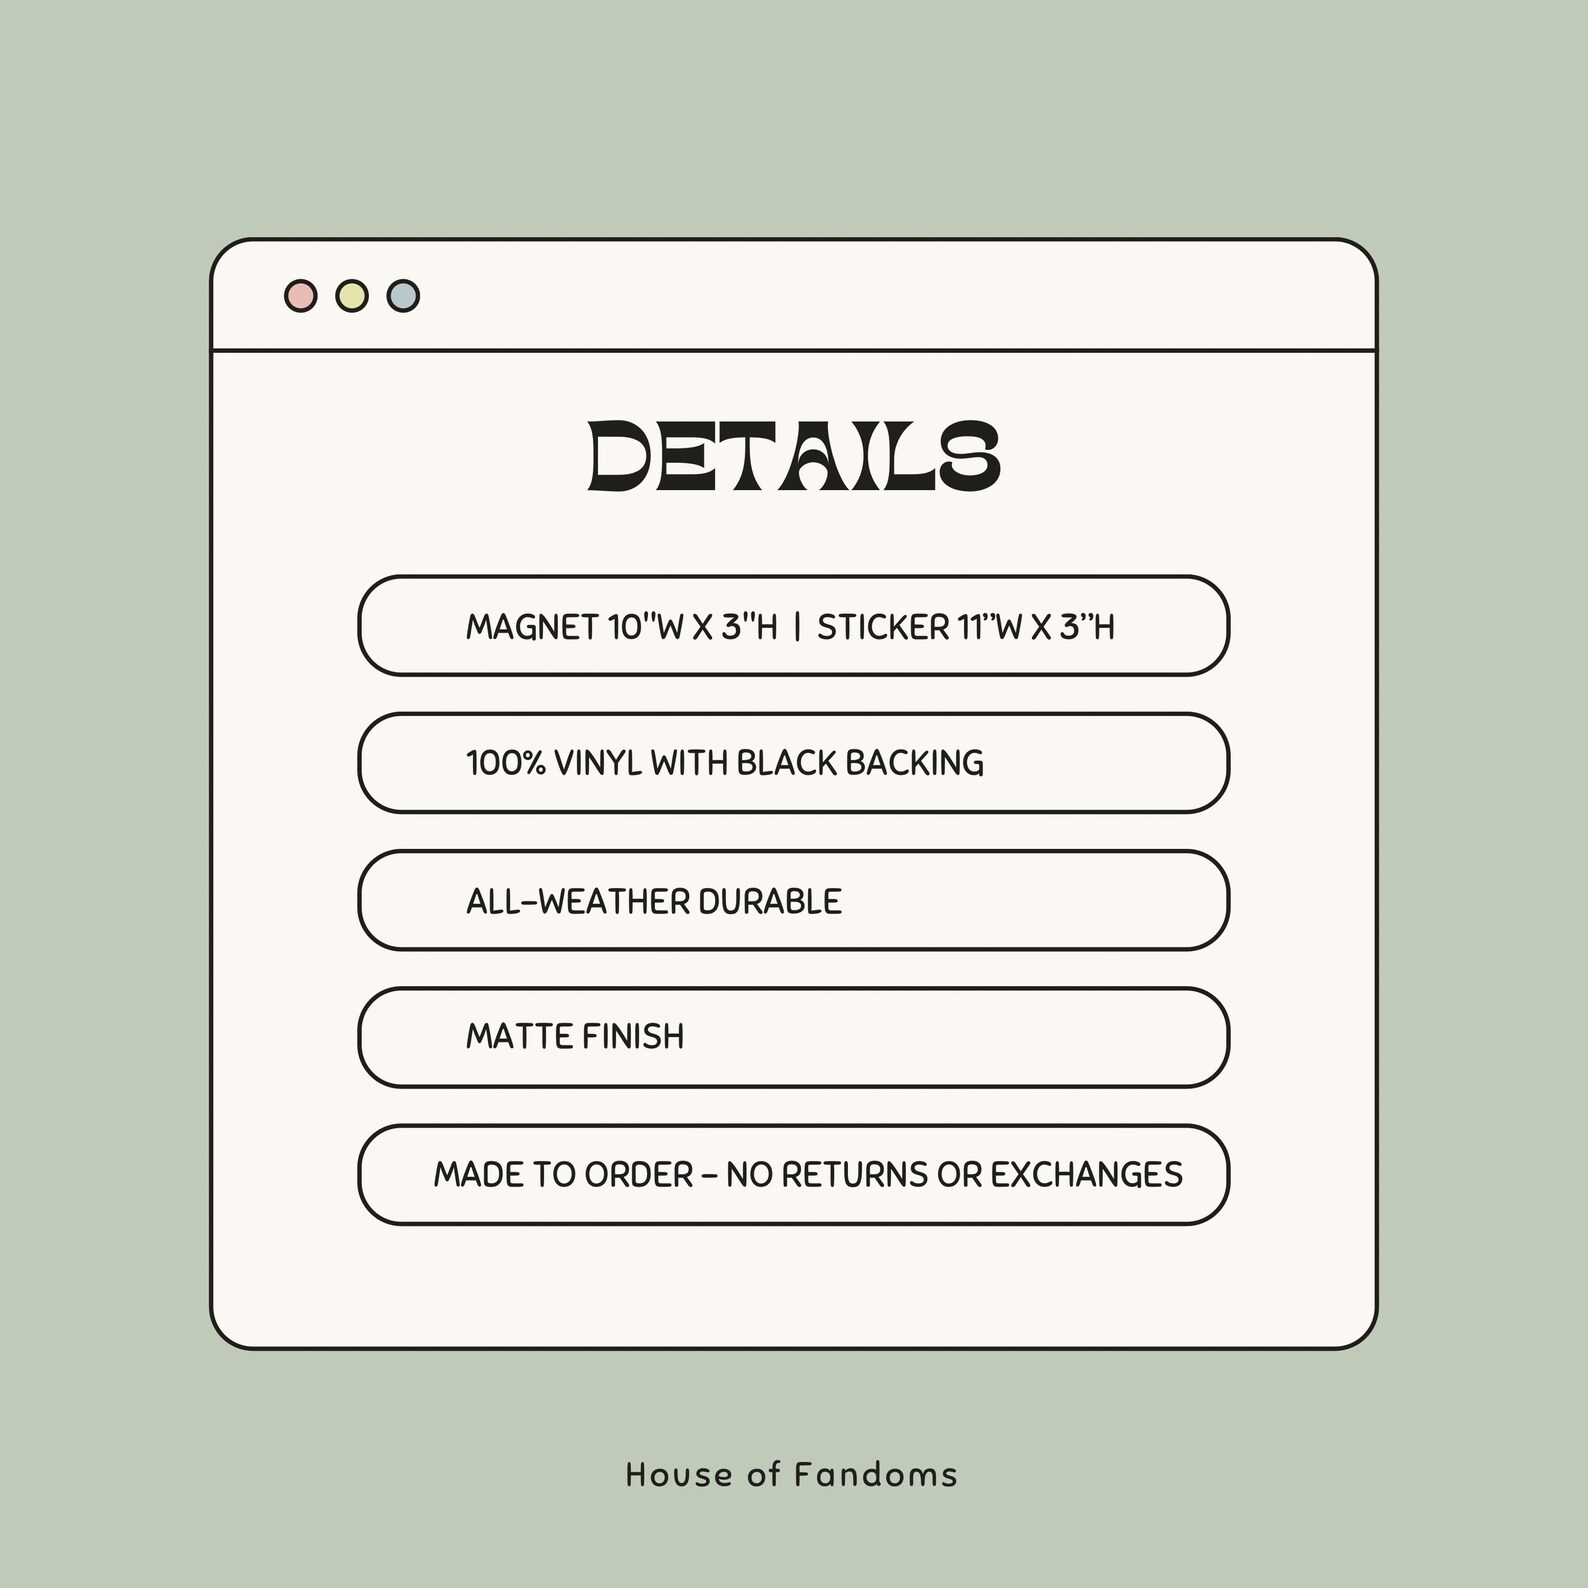 DETAILS
MAGNET 10"W X 3"H | STICKER 11”W X 3”H
100% VINYL WITH BLACK BACKING
ALL-WEATHER DURABLE
MATTE FINISH
MADE TO ORDER - NO RETURNS OR EXCHANGES
House of Fandoms